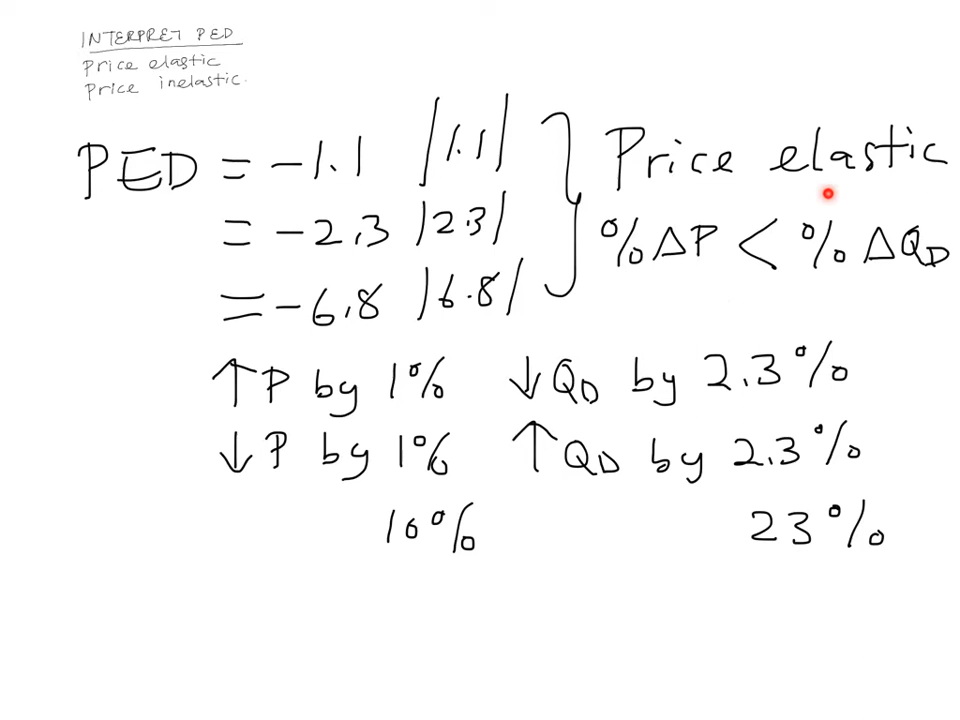 INTERPRET PED
Price elastic
Price inelastic.
PED = -1.1 |1.1| } Price elastic
= -2.3 |2.3| %ΔP < %ΔQD
= -6.8 |6.8|
↑P by 1% ↓QD by 2.3%
↓P by 1% ↑QD by 2.3%
10% 23%